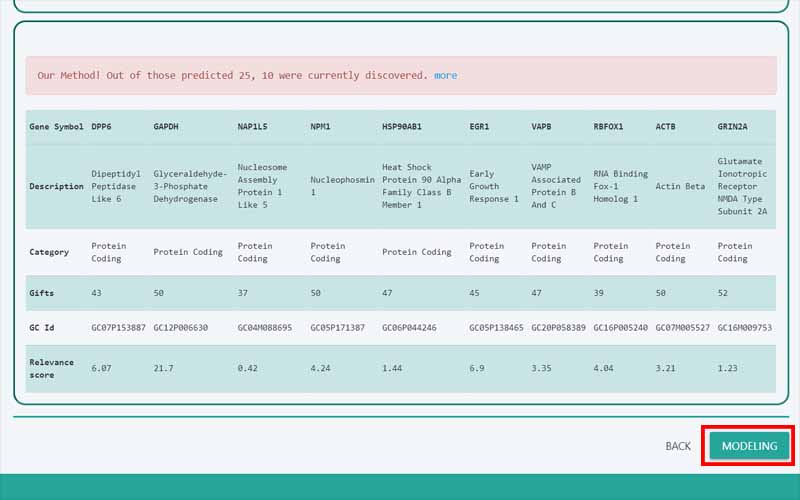 Our Method! Out of those predicted 25, 10 were currently discovered. more
Gene Symbol DPP6 GAPDH NAP1L5 NPM1 HSP90AB1 EGR1 VAPB RBFOX1 ACTB GRIN2A
Description Dipeptidyl Peptidase Like 6 Glyceraldehyde-3-Phosphate Dehydrogenase Nucleosome Assembly Protein 1 Like 5 Nucleophosmin 1 Heat Shock Protein 90 Alpha Family Class B Member 1 Early Growth Response 1 VAMP Associated Protein B And C RNA Binding Fox-1 Homolog 1 Actin Beta Glutamate Ionotropic Receptor NMDA Type Subunit 2A
Category Protein Coding Protein Coding Protein Coding Protein Coding Protein Coding Protein Coding Protein Coding Protein Coding Protein Coding Protein Coding
Gifts 43 50 37 50 47 45 47 39 50 52
GC Id GC07P153887 GC12P006630 GC04M088695 GC05P171387 GC06P044246 GC05P138465 GC20P058389 GC16P005240 GC07M005527 GC16M009753
Relevance score 6.07 21.7 0.42 4.24 1.44 6.9 3.35 4.04 3.21 1.23
BACK MODELING